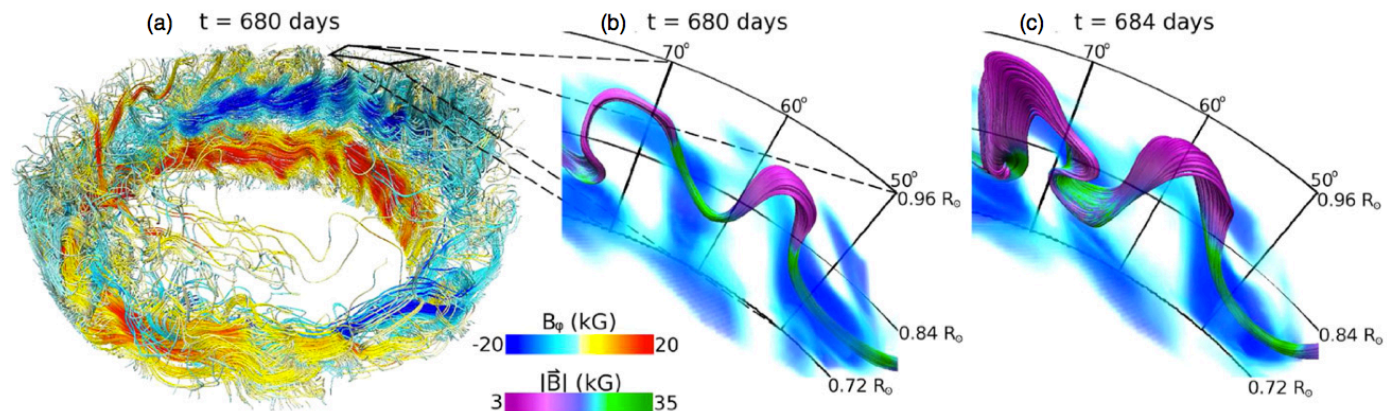 (a) t = 680 days
(b) t = 680 days
(c) t = 684 days
70°
60°
50°
0.96 R⊙
0.84 R⊙
0.72 R⊙
70°
60°
50°
0.96 R⊙
0.84 R⊙
0.72 R⊙
Bφ (kG)
-20 20
|B⃗| (kG)
3 35